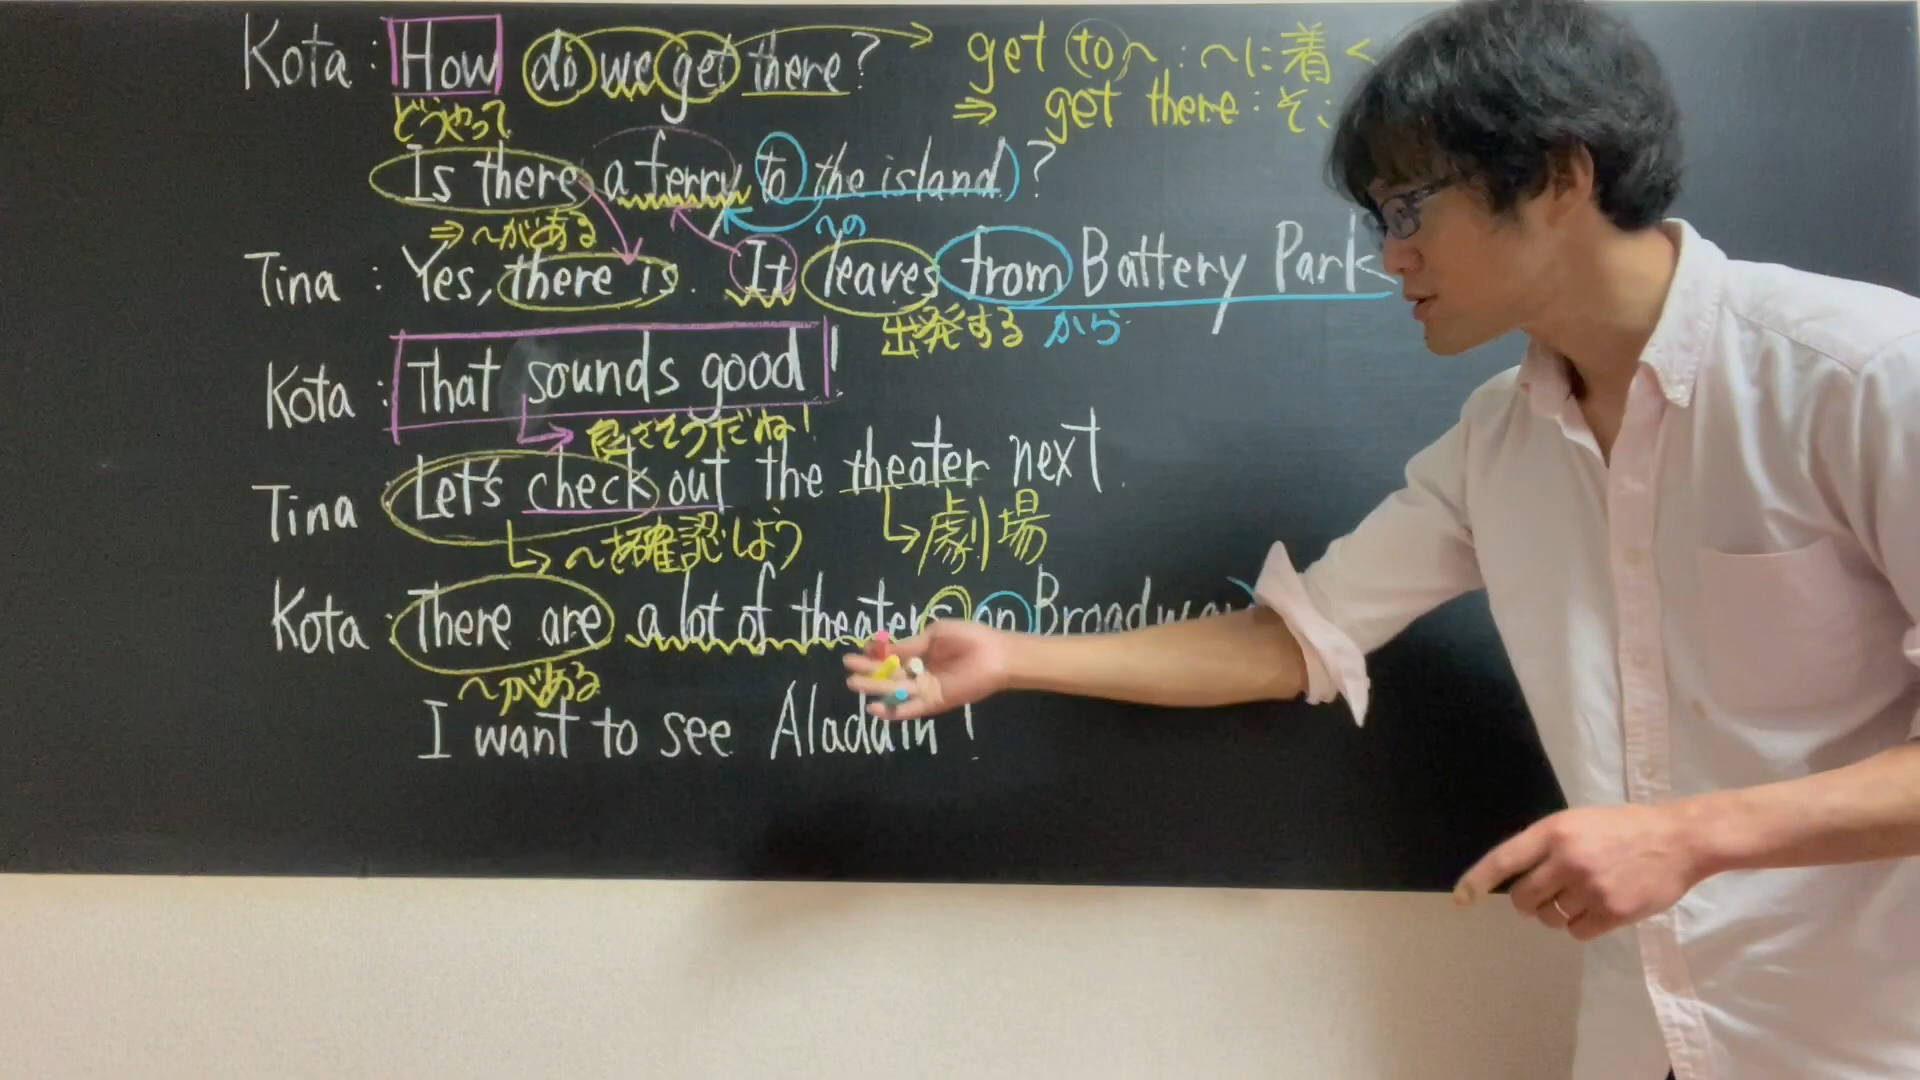 Kota : How do we get there? → get to ~ : ~に着く
どうやって ⇒ get there : そ
Is there a ferry to the island) ?
⇒ ~がある への
Tina : Yes, there is. It leaves from Battery Park
出発する から
Kota : That sounds good !
良さそうだね!
Tina Let's check out the theater next.
~を確認しよう 劇場
Kota : There are a lot of theaters on Broadway
~がある
I want to see Aladdin !